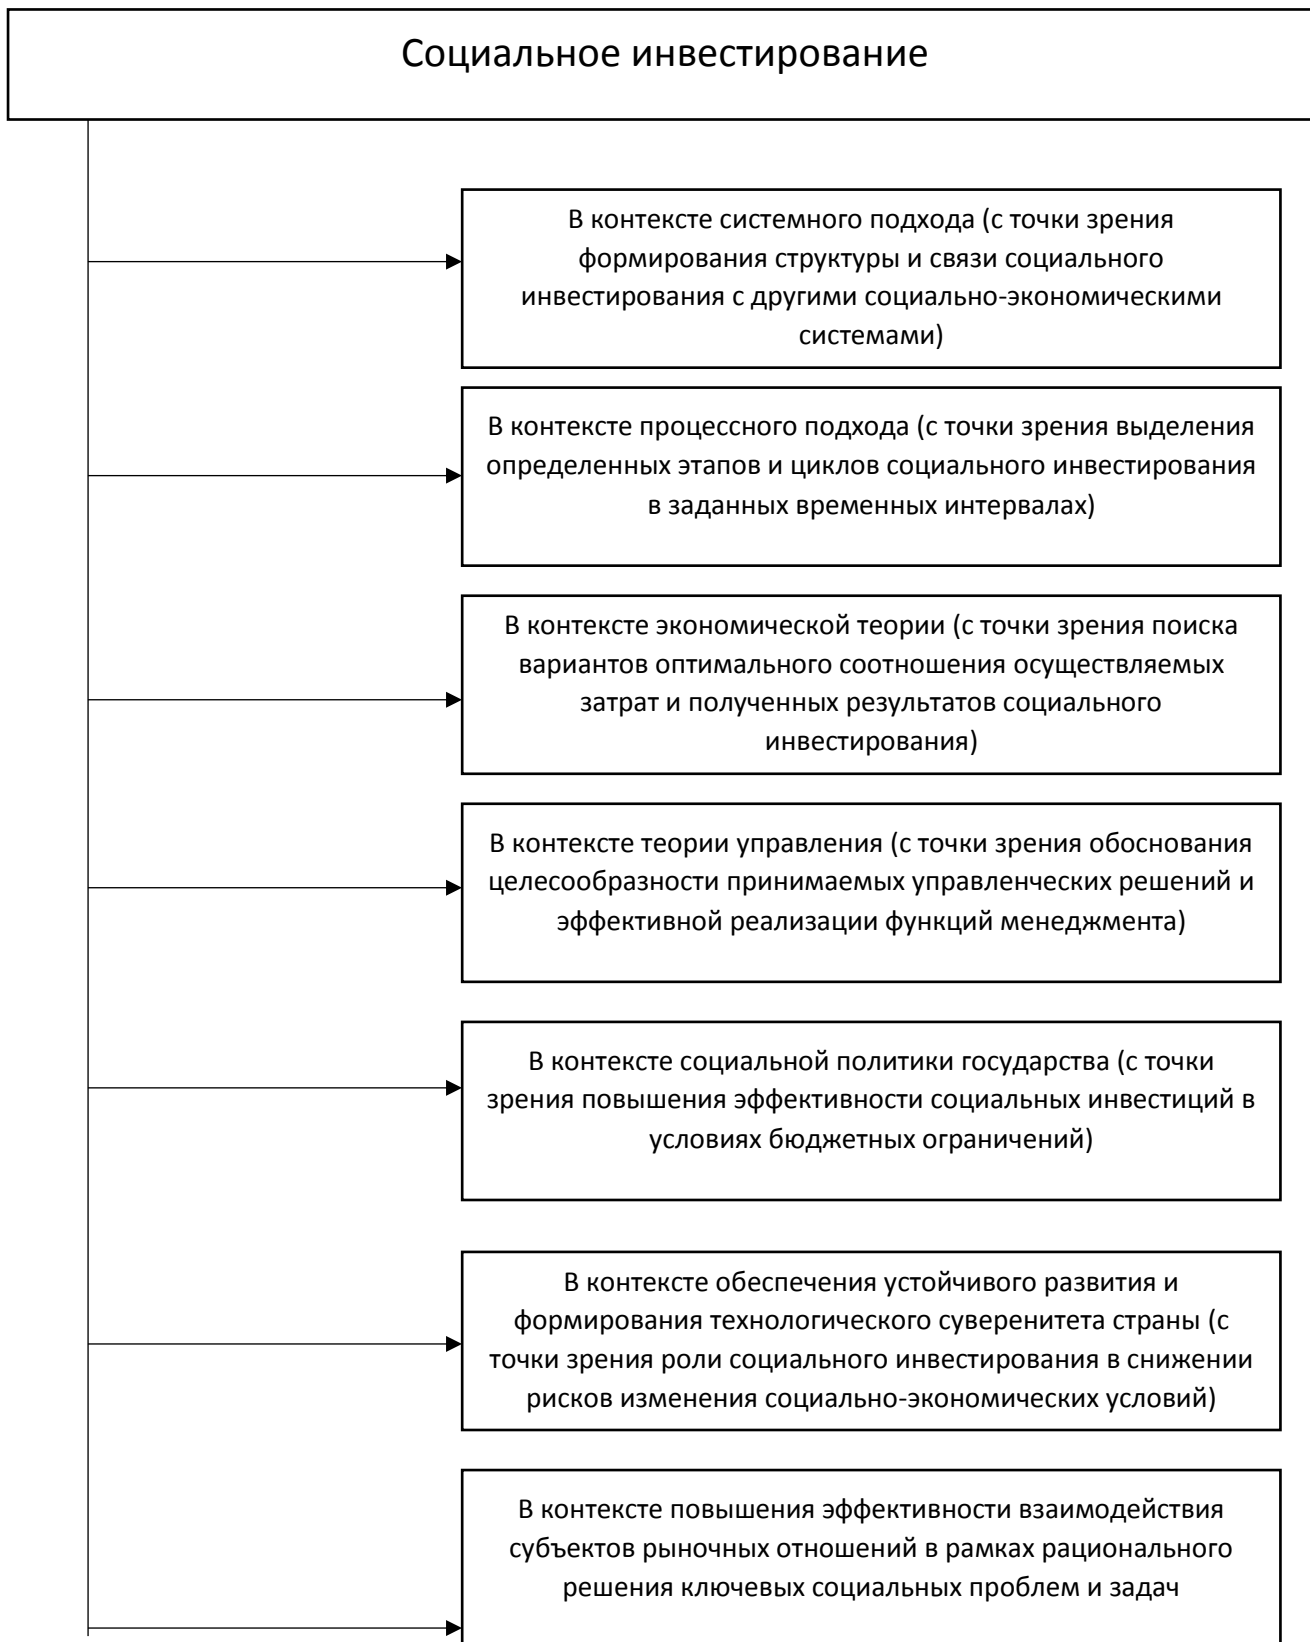 Социальное инвестирование
В контексте системного подхода (с точки зрения
формирования структуры и связи социального
инвестирования с другими социально-экономическими
системами)
В контексте процессного подхода (с точки зрения выделения
определенных этапов и циклов социального инвестирования
в заданных временных интервалах)
В контексте экономической теории (с точки зрения поиска
вариантов оптимального соотношения осуществляемых
затрат и полученных результатов социального
инвестирования)
В контексте теории управления (с точки зрения обоснования
целесообразности принимаемых управленческих решений и
эффективной реализации функций менеджмента)
В контексте социальной политики государства (с точки
зрения повышения эффективности социальных инвестиций в
условиях бюджетных ограничений)
В контексте обеспечения устойчивого развития и
формирования технологического суверенитета страны (с
точки зрения роли социального инвестирования в снижении
рисков изменения социально-экономических условий)
В контексте повышения эффективности взаимодействия
субъектов рыночных отношений в рамках рационального
решения ключевых социальных проблем и задач